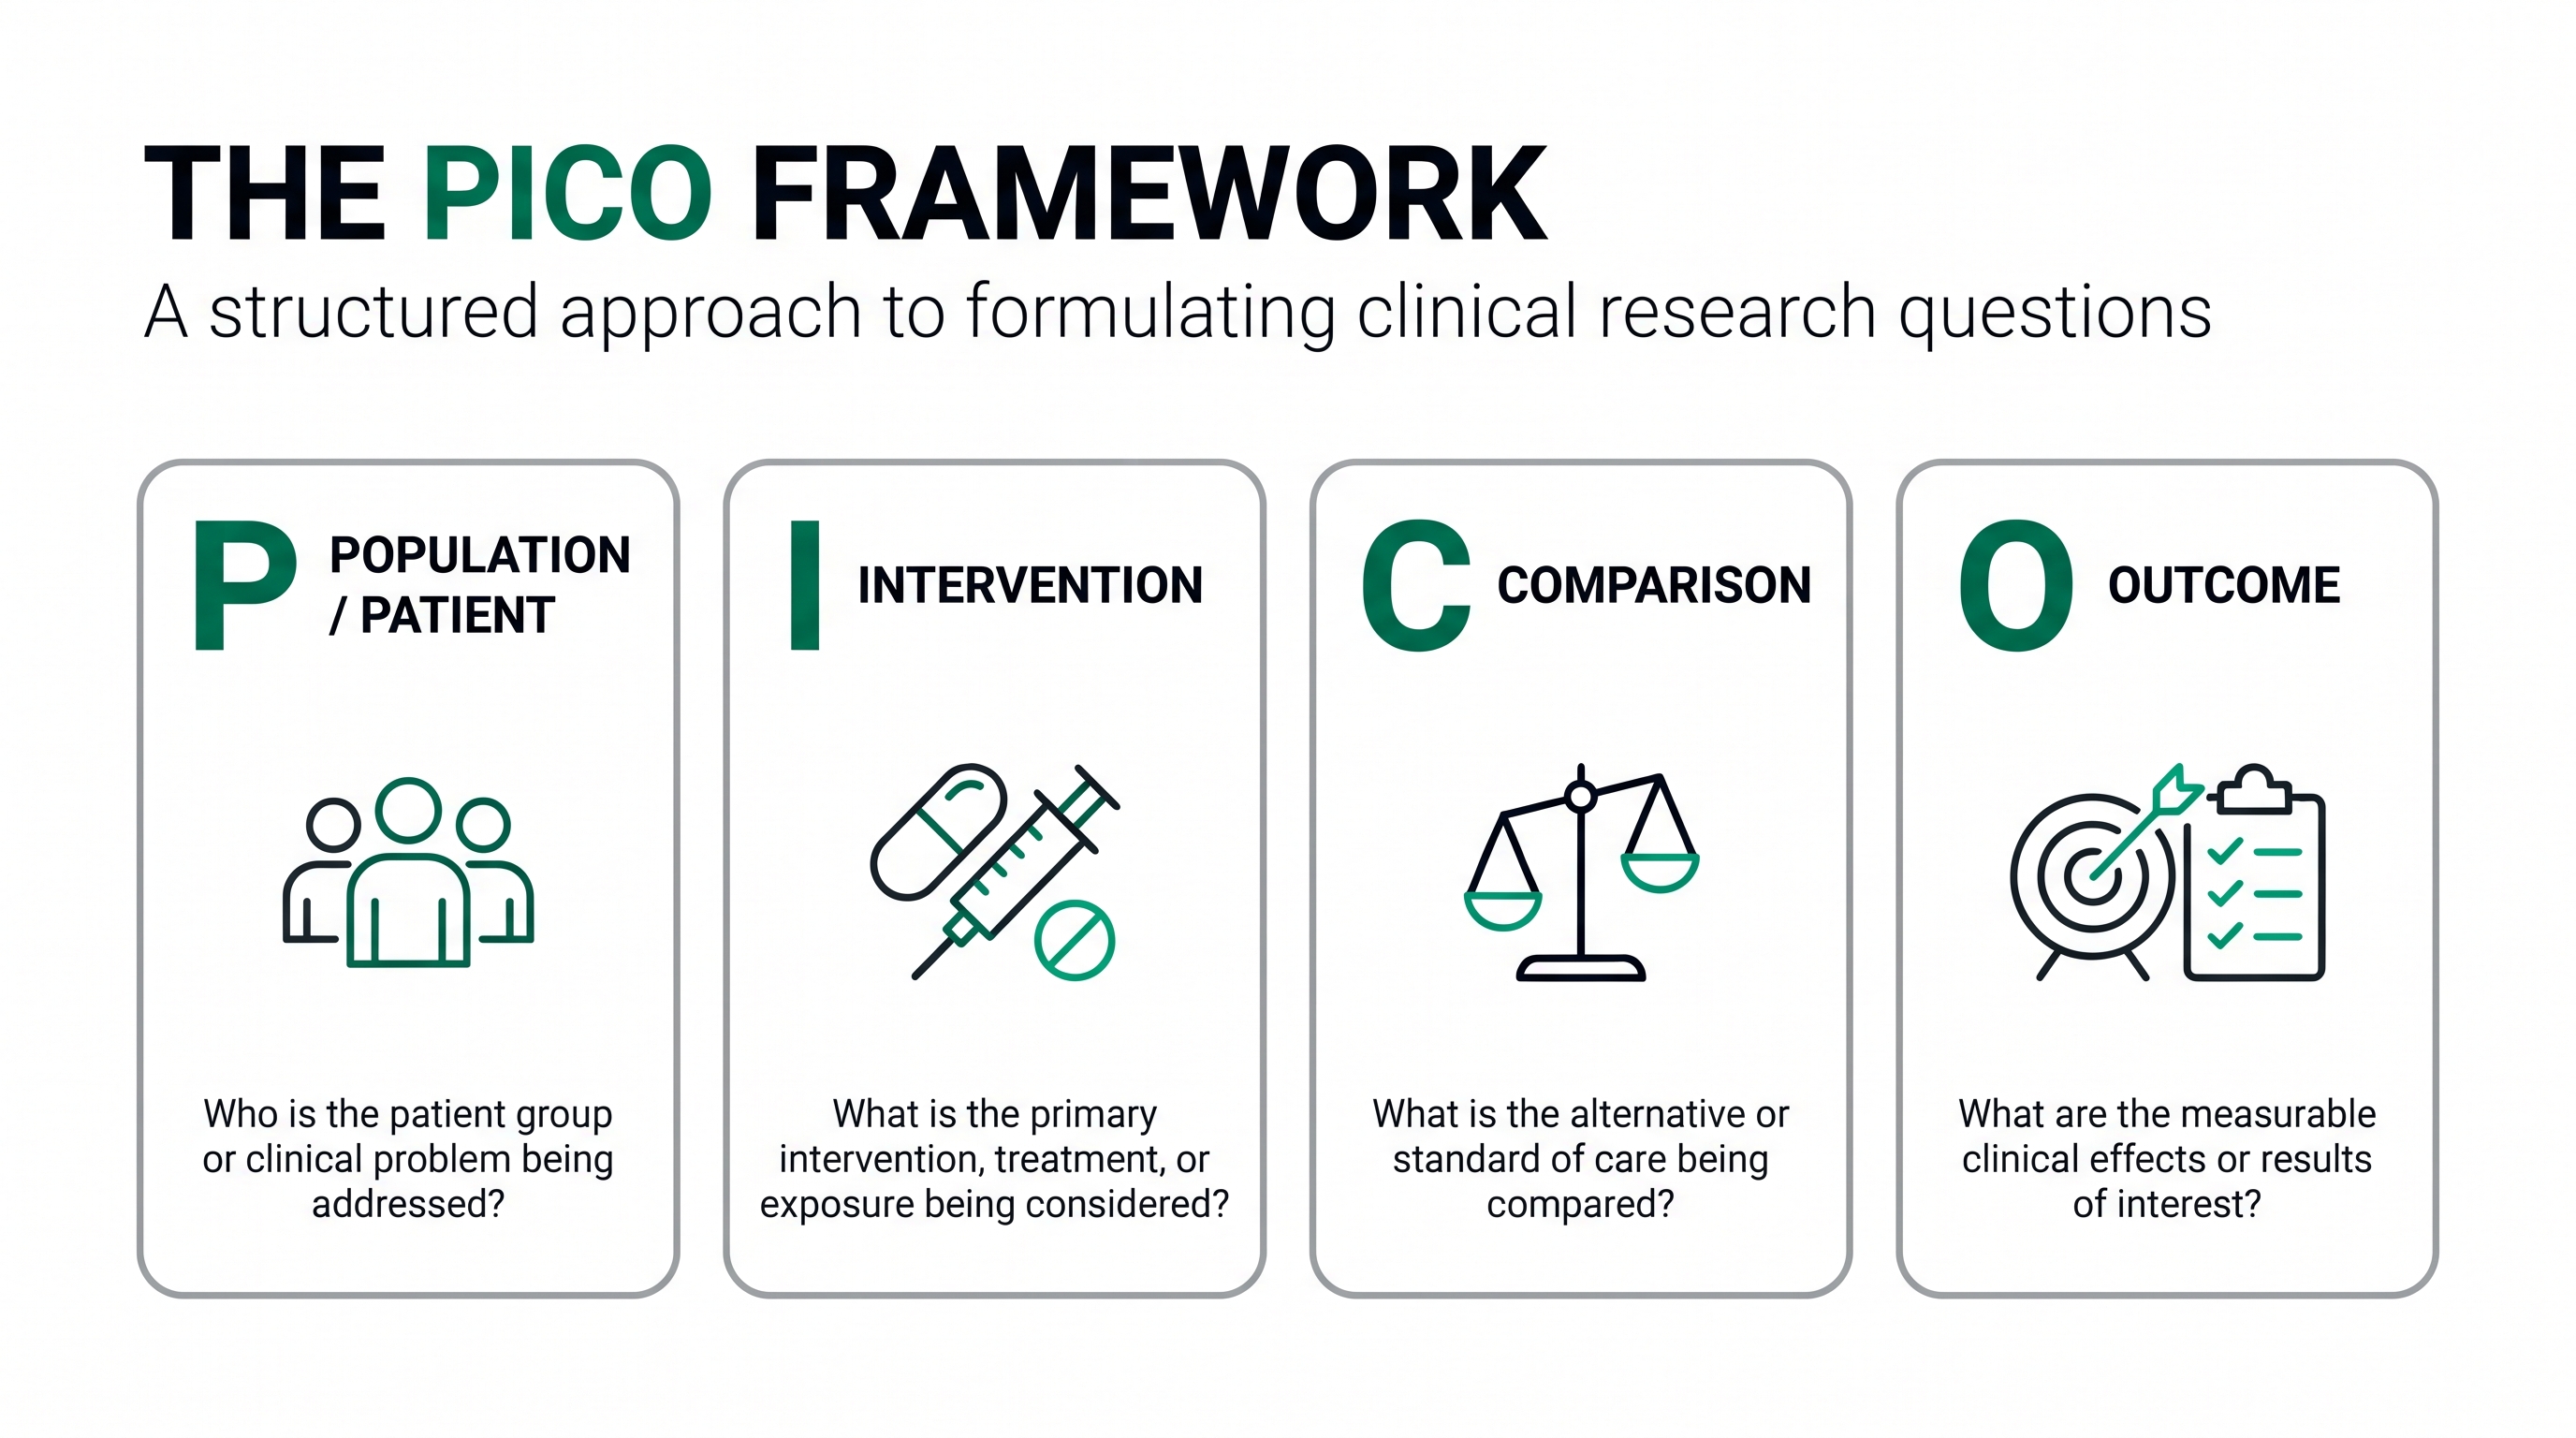 THE PICO FRAMEWORK
A structured approach to formulating clinical research questions
P
POPULATION
/ PATIENT
Who is the patient group
or clinical problem being
addressed?
I
INTERVENTION
What is the primary
intervention, treatment, or
exposure being considered?
C
COMPARISON
What is the alternative or
standard of care being
compared?
O
OUTCOME
What are the measurable
clinical effects or results
of interest?